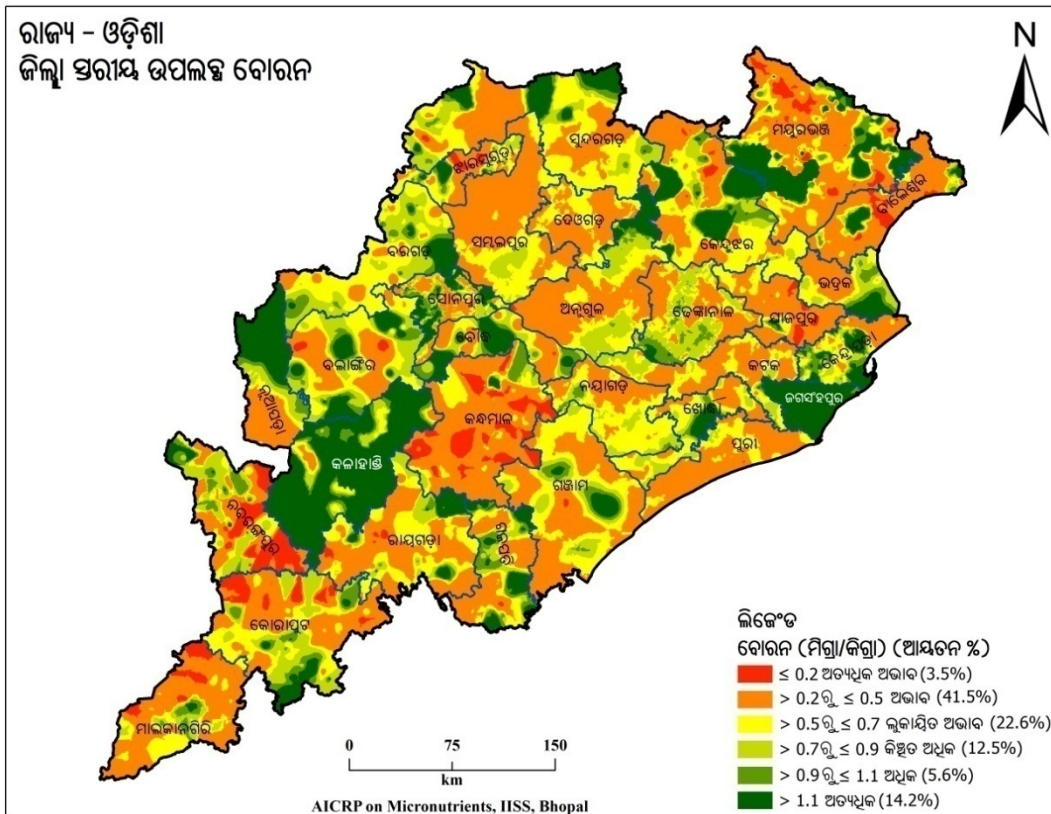 ରାଜ୍ୟ - ଓଡ଼ିଶା
ଜିଲ୍ଲା ସ୍ତରୀୟ ଉପଲବ୍ଧ ବୋରନ
N
ମୟୁରଭଞ୍ଜ
ସୁନ୍ଦରଗଡ଼
ଝାରସୁଗୁଡ଼ା
ବାଲେଶ୍ୱର
ଦେଓଗଡ଼
ସମ୍ବଲପୁର
କେନ୍ଦୁଝର
ବରଗଡ଼
ଭଦ୍ରକ
ସୋନପୁର
ଅନୁଗୁଳ
ଢେଙ୍କାନାଳ
ଯାଜପୁର
ବୌଦ୍ଧ
କେନ୍ଦ୍ରାପଡ଼ା
ବଲାଙ୍ଗିର
କଟକ
ନୟାଗଡ଼
ଜଗସିଂହପୁର
ନୂଆପଡ଼ା
ଖୋର୍ଦ୍ଧା
କନ୍ଧମାଳ
ପୁରୀ
କଳାହାଣ୍ଡି
ଗଞ୍ଜାମ
ନବରଙ୍ଗପୁର
ରାୟଗଡ଼ା
କୋରାପୁଟ
ମାଲକାନଗିରି
ଲିଜେଂଡ
ବୋରନ (ମିଗ୍ରା/କିଗ୍ରା) (ଆୟତନ %)
≤ 0.2 ଅତ୍ୟଧିକ ଅଭାବ (3.5%)
> 0.2ରୁ ≤ 0.5 ଅଭାବ (41.5%)
> 0.5ରୁ ≤ 0.7 ଲୁକାୟିତ ଅଭାବ (22.6%)
> 0.7ରୁ ≤ 0.9 କିଞ୍ଚିତ ଅଧିକ (12.5%)
> 0.9 ରୁ ≤ 1.1 ଅଧିକ (5.6%)
> 1.1 ଅତ୍ୟଧିକ (14.2%)
0 75 150
km
AICRP on Micronutrients, IISS, Bhopal